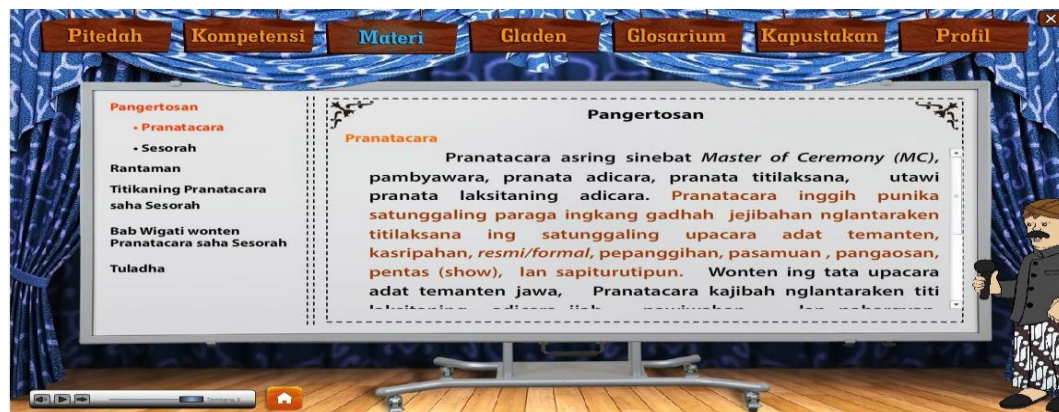 Pitedah
Kompetensi
Materi
Gladen
Glosarium
Kapustakan
Profil
Pangertosan
• Pranatacara
• Sesorah
Rantaman
Titikaning Pranatacara
saha Sesorah
Bab Wigati wonten
Pranatacara saha Sesorah
Tuladha
Pangertosan
Pranatacara
Pranatacara asring sinebat Master of Ceremony (MC),
pambyawara, pranata adicara, pranata titilaksana, utawi
pranata laksitaning adicara. Pranatacara inggih punika
satunggaling paraga ingkang gadhah jejibahan nglantaraken
titilaksana ing satunggaling upacara adat temanten,
kasripahan, resmi/formal, pepanggihan, pasamuan , pangaosan,
pentas (show), lan sapiturutipun. Wonten ing tata upacara
adat temanten jawa, Pranatacara kajibah nglantaraken titi
Tembang 3